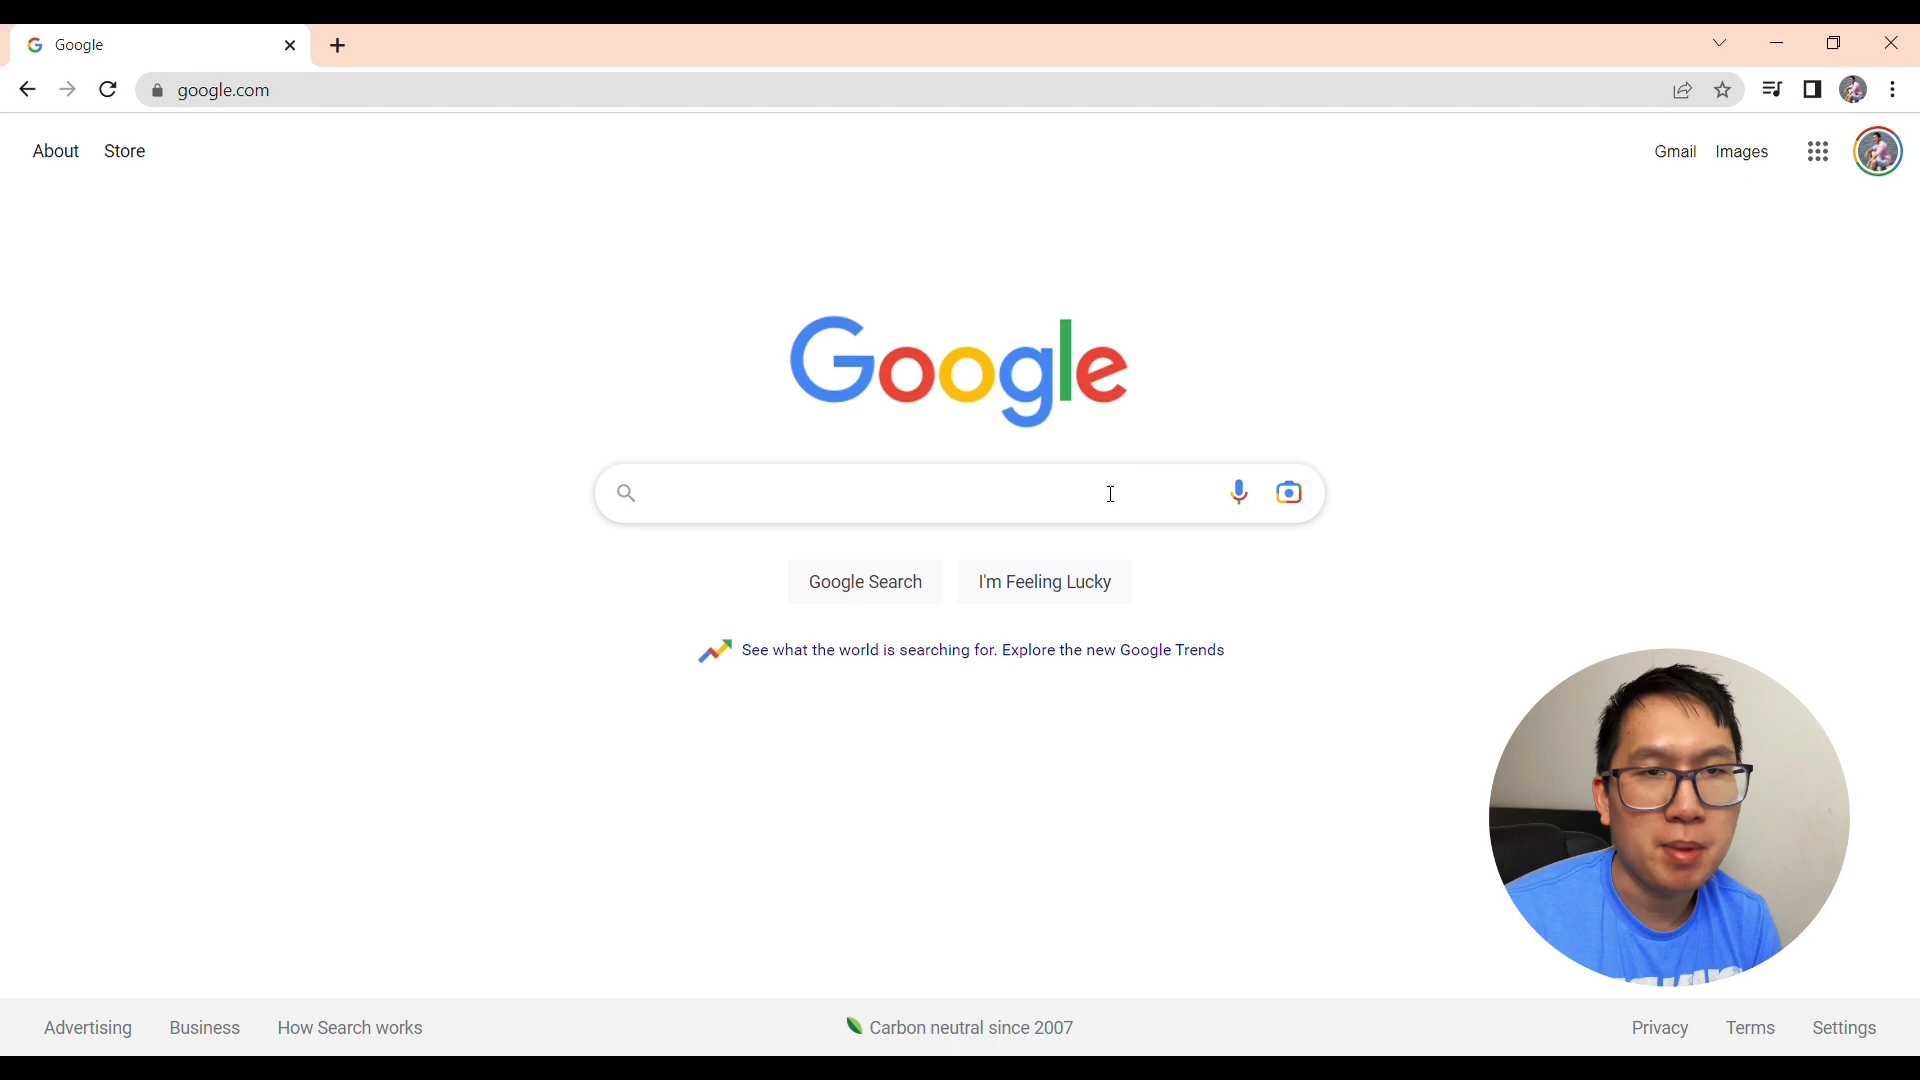 Google
google.com
About Store
Gmail Images
Google
Google Search I'm Feeling Lucky
See what the world is searching for. Explore the new Google Trends
Advertising Business How Search works
Carbon neutral since 2007
Privacy Terms Settings